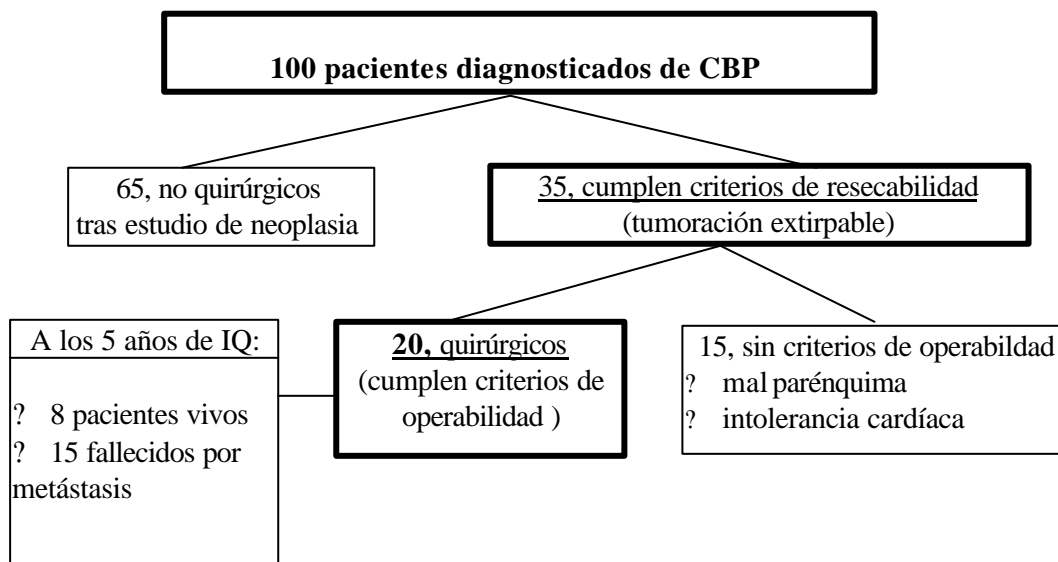 100 pacientes diagnosticados de CBP
65, no quirúrgicos
tras estudio de neoplasia
35, cumplen criterios de resecabilidad
(tumoración extirpable)
A los 5 años de IQ:
? 8 pacientes vivos
? 15 fallecidos por
metástasis
20, quirúrgicos
(cumplen criterios de
operabilidad )
15, sin criterios de operabildad
? mal parénquima
? intolerancia cardíaca